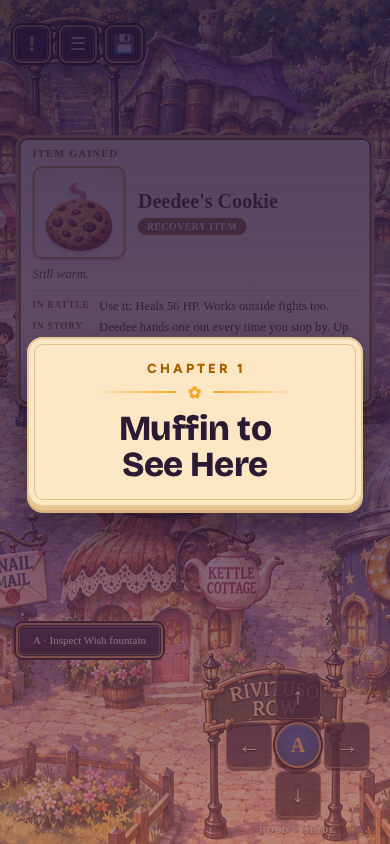 !
☰
ITEM GAINED
Deedee's Cookie
RECOVERY ITEM
Still warm.
IN BATTLE Use it: Heals 56 HP. Works outside fights too.
IN STORY Deedee hands one out every time you stop by. Up
CHAPTER 1
Muffin to
See Here
NAIL
MAIL
KETTLE
COTTAGE
A · Inspect Wish fountain
ROW
↑
← A →
↓